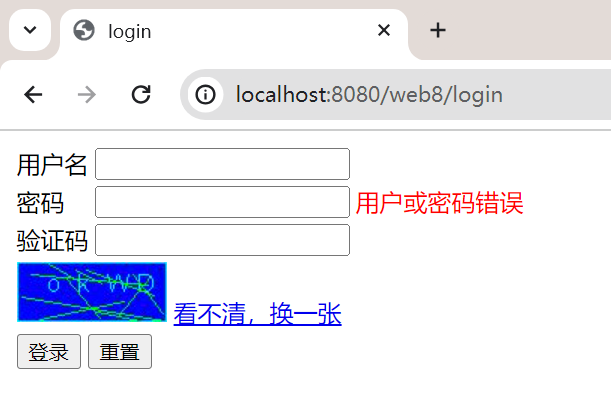 login
localhost:8080/web8/login
用户名
密码 用户或密码错误
验证码
看不清，换一张
登录 重置